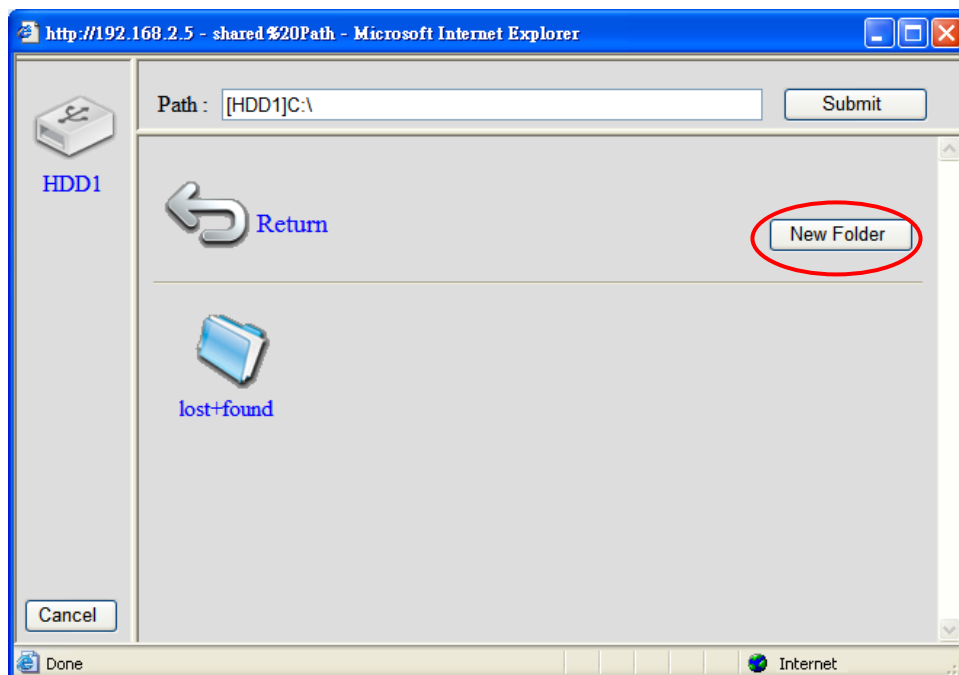 http://192.168.2.5 - shared%20Path - Microsoft Internet Explorer
Path : [HDD1]C:\ Submit
HDD1
Return
New Folder
lost+found
Cancel
Done Internet